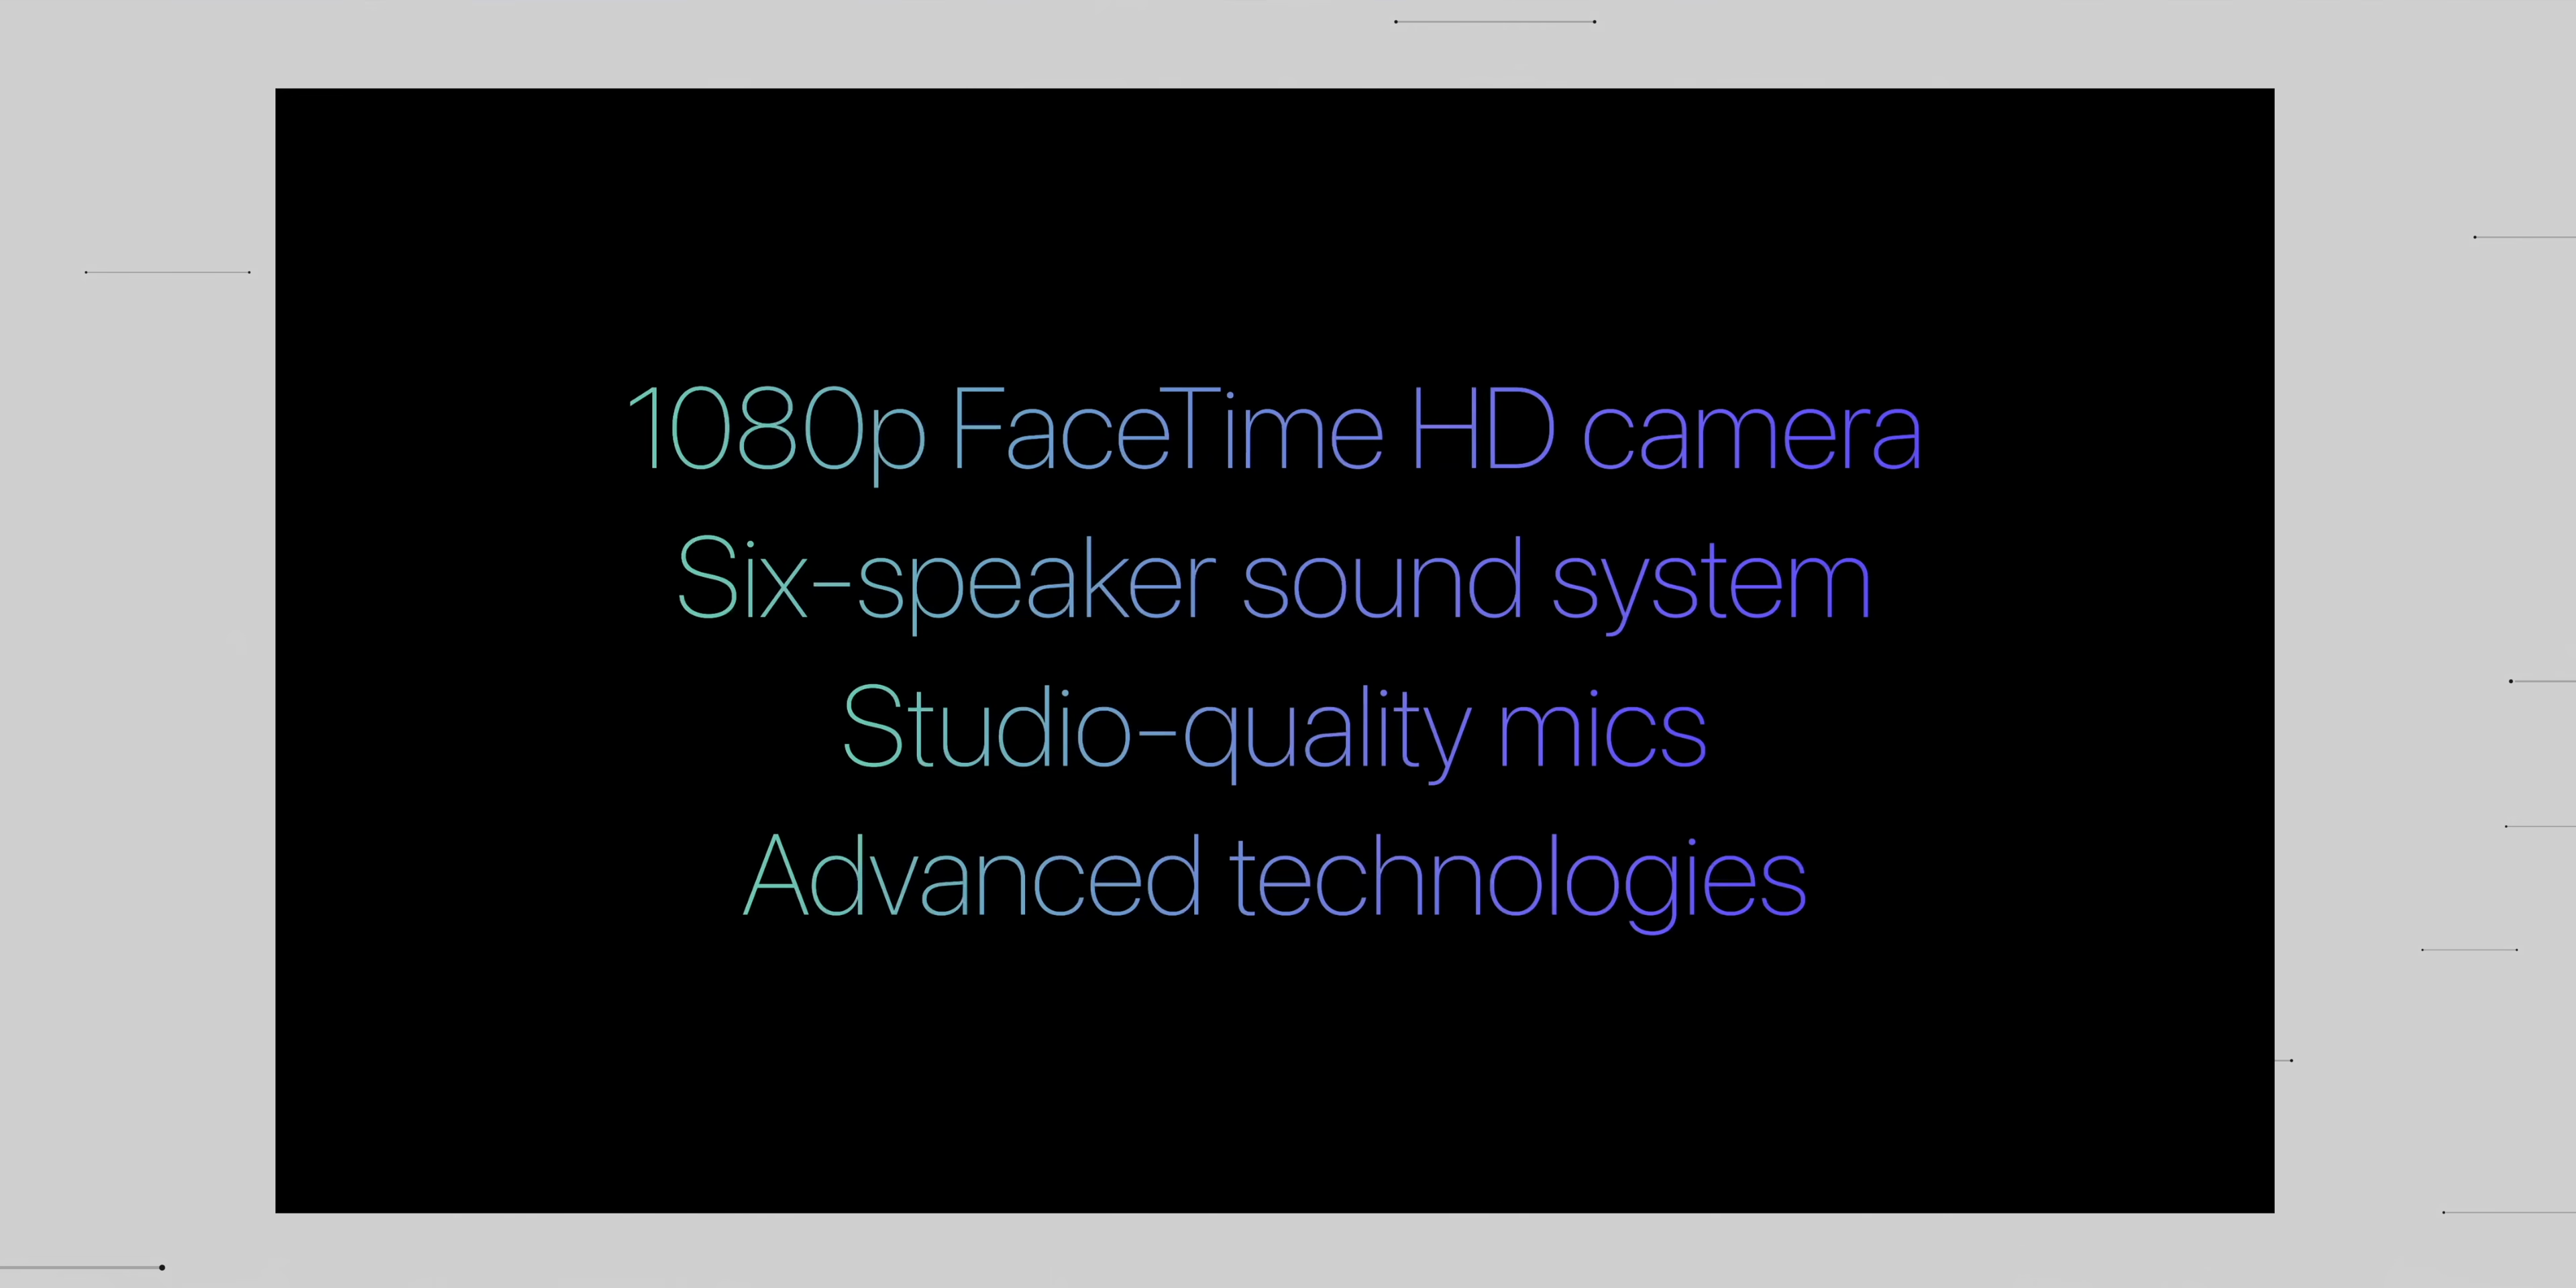 1080p FaceTime HD camera
Six-speaker sound system
Studio-quality mics
Advanced technologies